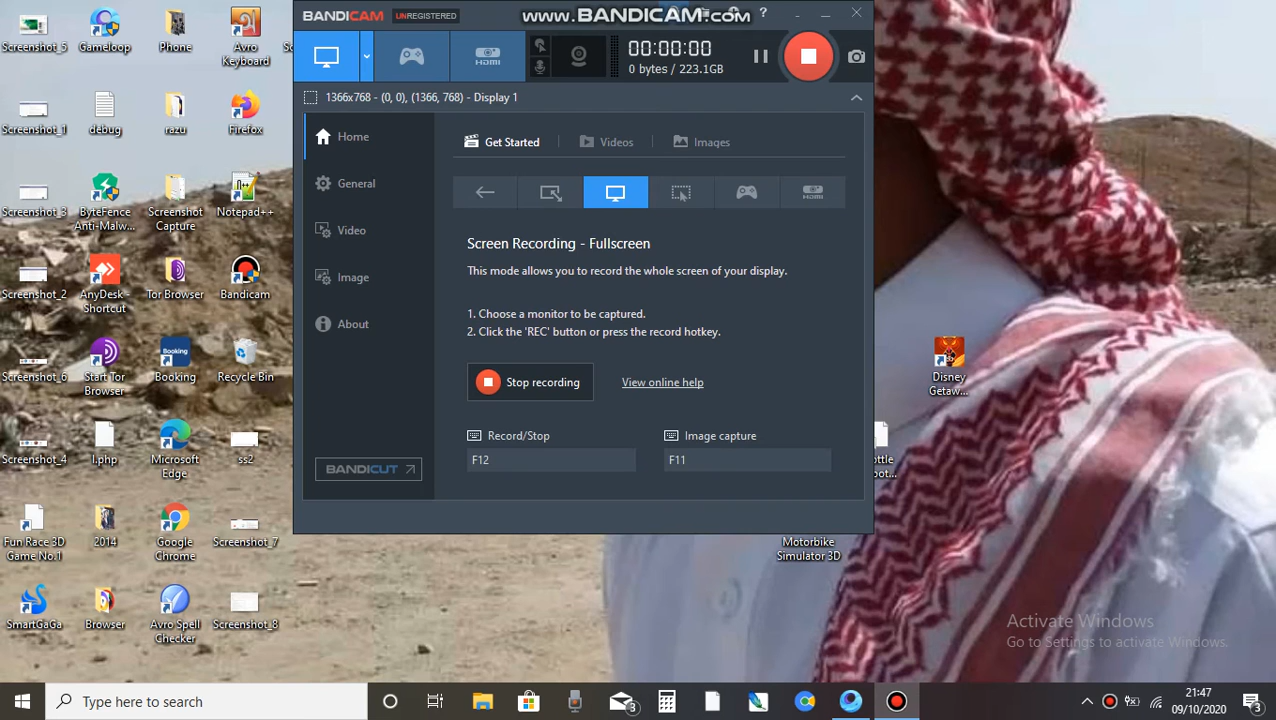 www.BANDICAM.com
BANDICAM UNREGISTERED
00:00:00
0 bytes / 223.1GB
HDMI
1366x768 - (0, 0), (1366, 768) - Display 1
Home
General
Video
Image
About
BANDICUT
Get Started
Videos
Images
HDMI
Screen Recording - Fullscreen
This mode allows you to record the whole screen of your display.
1. Choose a monitor to be captured.
2. Click the 'REC' button or press the record hotkey.
Stop recording
View online help
Record/Stop
F12
Image capture
F11
Screenshot_5
Gameloop
Phone
Avro
Keyboard
Screenshot_1
debug
razu
Firefox
Screenshot_3
ByteFence
Anti-Malw...
Screenshot
Capture
Notepad++
Screenshot_2
AnyDesk -
Shortcut
Tor Browser
Bandicam
Screenshot_6
Start Tor
Browser
Booking
Booking
Recycle Bin
Screenshot_4
l.php
Microsoft
Edge
ss2
Fun Race 3D
Game No.1
2014
Google
Chrome
Screenshot_7
SmartGaGa
Browser
Avro Spell
Checker
Screenshot_8
Disney
Getaw...
Motorbike
Simulator 3D
Activate Windows
Go to Settings to activate Windows.
Type here to search
3
21:47
09/10/2020
3